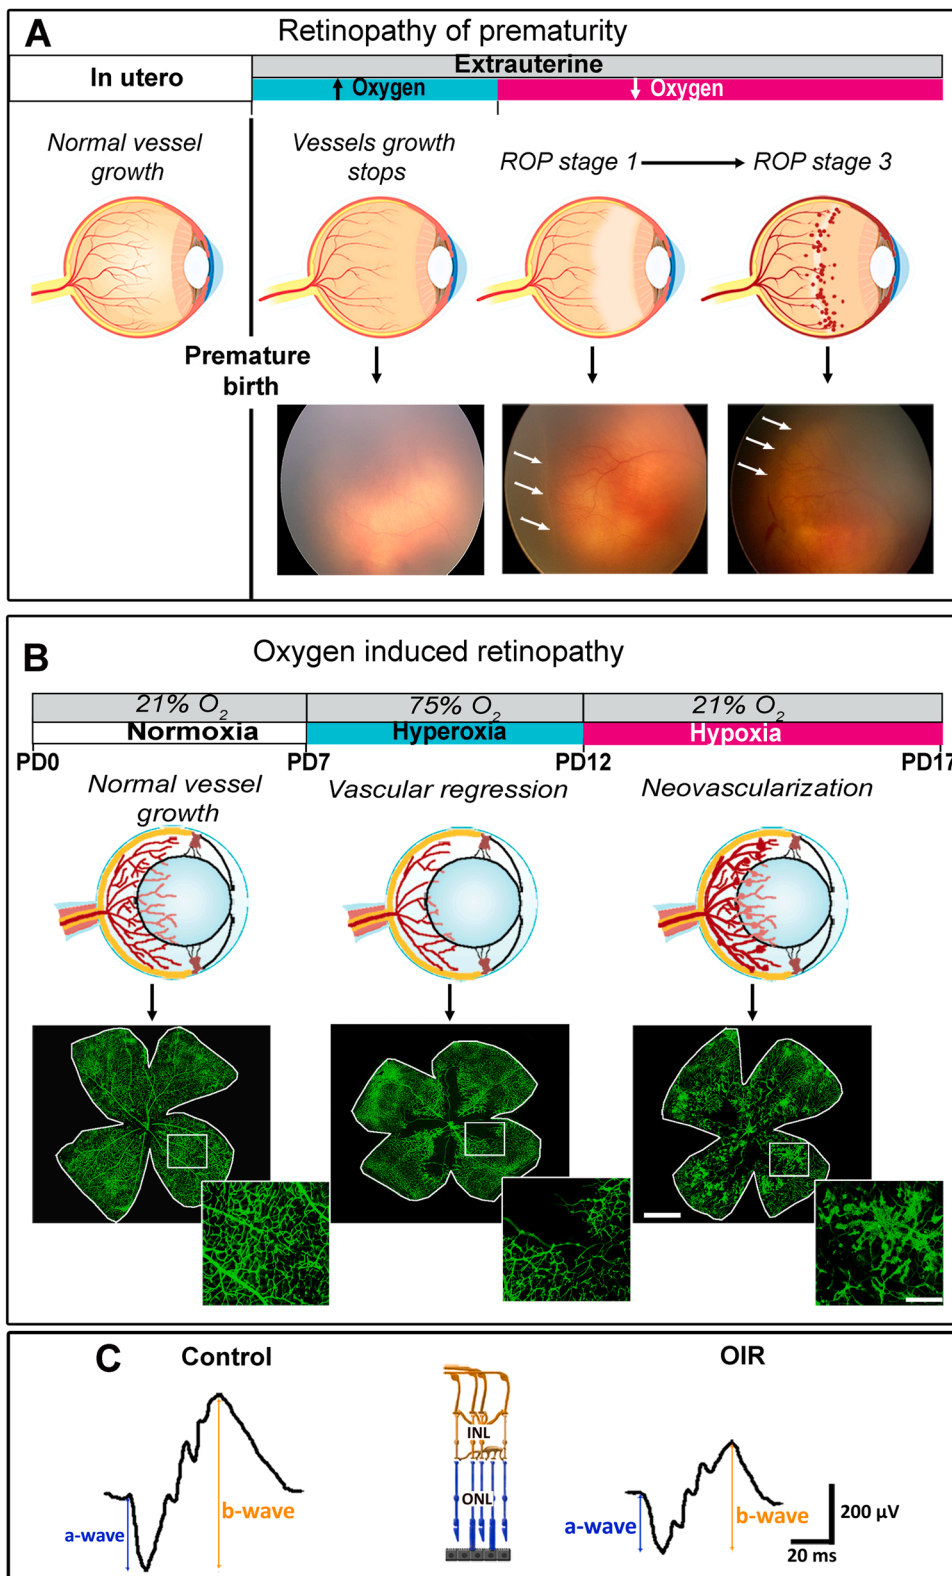 A
Retinopathy of prematurity
In utero
Extrauterine
Oxygen
Oxygen
Normal vessel
growth
Vessels growth
stops
ROP stage 1
ROP stage 3
Premature
birth
B
Oxygen induced retinopathy
21% O2
75% O2
21% O2
Normoxia
Hyperoxia
Hypoxia
PD0
PD7
PD12
PD17
Normal vessel
growth
Vascular regression
Neovascularization
C
Control
OIR
INL
ONL
a-wave
b-wave
a-wave
b-wave
200 µV
20 ms